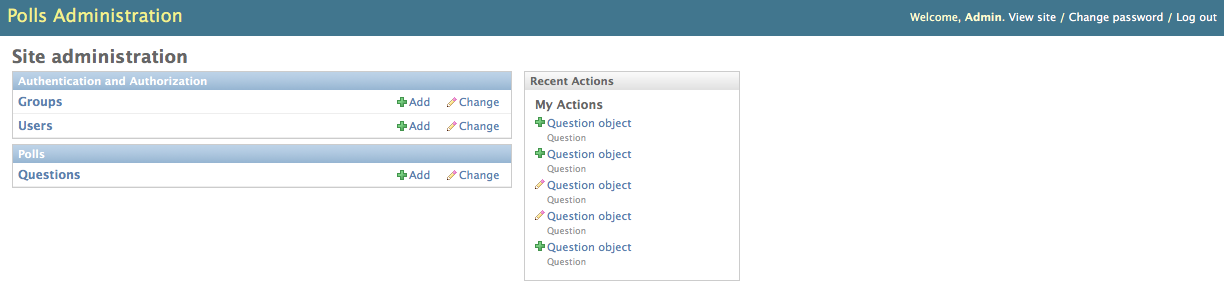 Polls Administration
Welcome, Admin. View site / Change password / Log out
Site administration
Authentication and Authorization
Groups Add Change
Users Add Change
Polls
Questions Add Change
Recent Actions
My Actions
Question object
Question
Question object
Question
Question object
Question
Question object
Question
Question object
Question